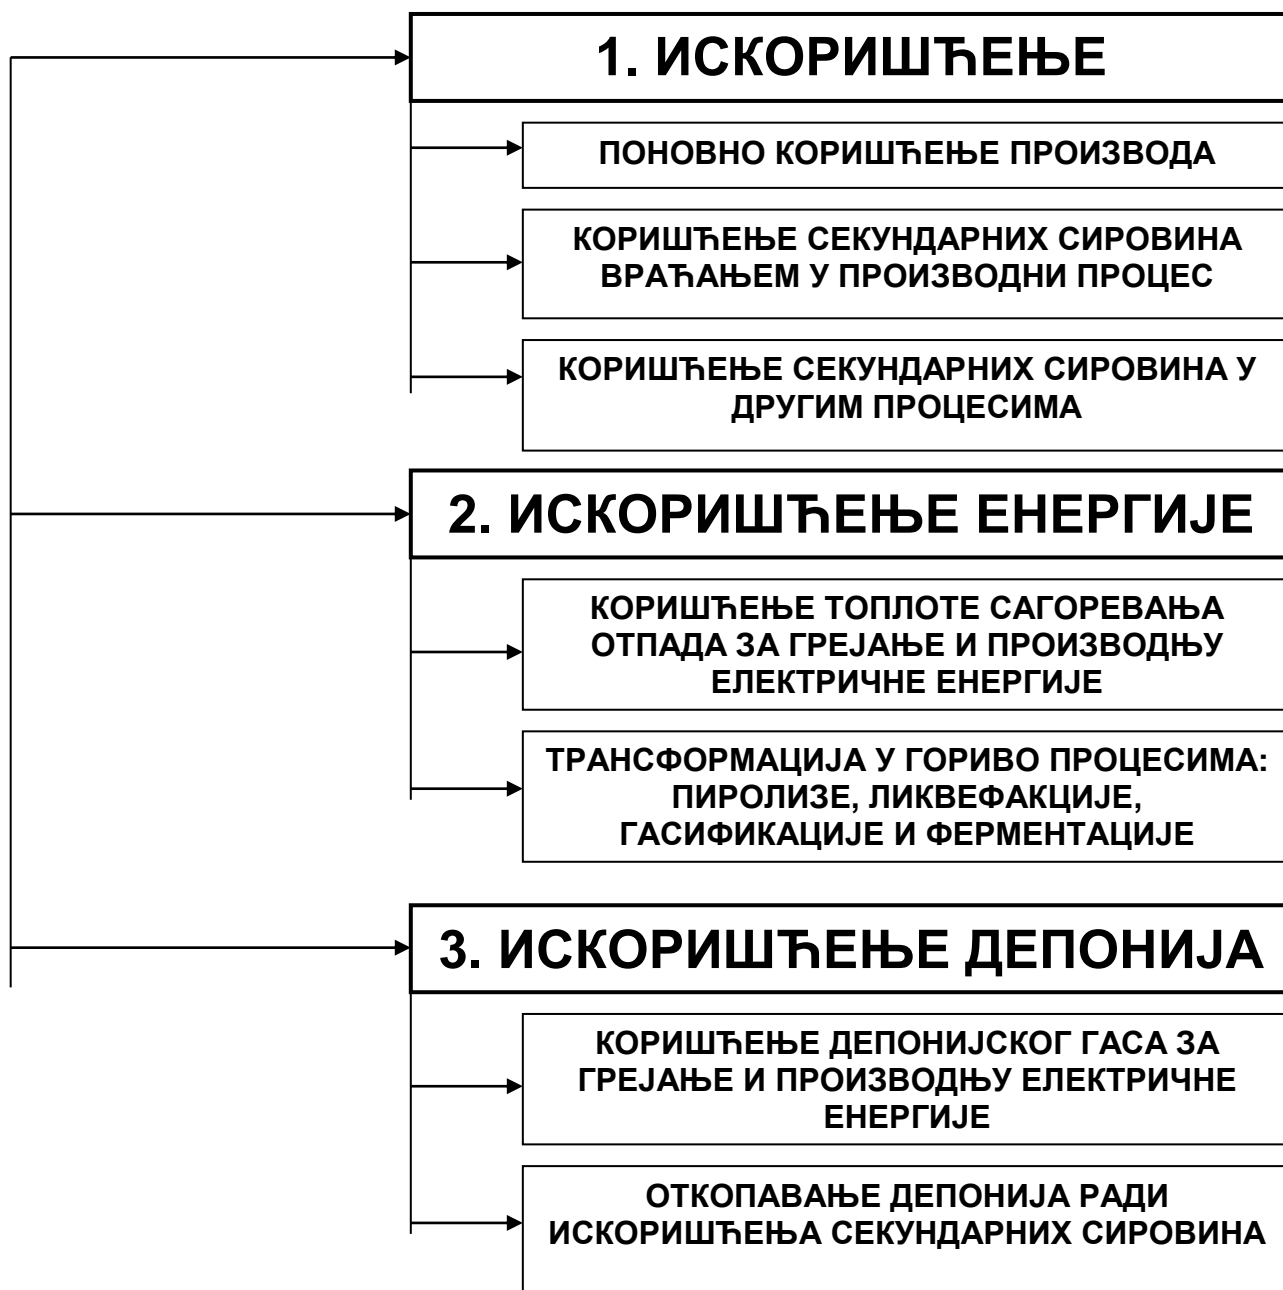 1. ИСКОРИШЋЕЊЕ
ПОНОВНО КОРИШЋЕЊЕ ПРОИЗВОДА
КОРИШЋЕЊЕ СЕКУНДАРНИХ СИРОВИНА
ВРАЋАЊЕМ У ПРОИЗВОДНИ ПРОЦЕС
КОРИШЋЕЊЕ СЕКУНДАРНИХ СИРОВИНА У
ДРУГИМ ПРОЦЕСИМА
2. ИСКОРИШЋЕЊЕ ЕНЕРГИЈЕ
КОРИШЋЕЊЕ ТОПЛОТЕ САГОРЕВАЊА
ОТПАДА ЗА ГРЕЈАЊЕ И ПРОИЗВОДЊУ
ЕЛЕКТРИЧНЕ ЕНЕРГИЈЕ
ТРАНСФОРМАЦИЈА У ГОРИВО ПРОЦЕСИМА:
ПИРОЛИЗЕ, ЛИКВЕФАКЦИЈЕ,
ГАСИФИКАЦИЈЕ И ФЕРМЕНТАЦИЈЕ
3. ИСКОРИШЋЕЊЕ ДЕПОНИЈА
КОРИШЋЕЊЕ ДЕПОНИЈСКОГ ГАСА ЗА
ГРЕЈАЊЕ И ПРОИЗВОДЊУ ЕЛЕКТРИЧНЕ
ЕНЕРГИЈЕ
ОТКОПАВАЊЕ ДЕПОНИЈА РАДИ
ИСКОРИШЋЕЊА СЕКУНДАРНИХ СИРОВИНА